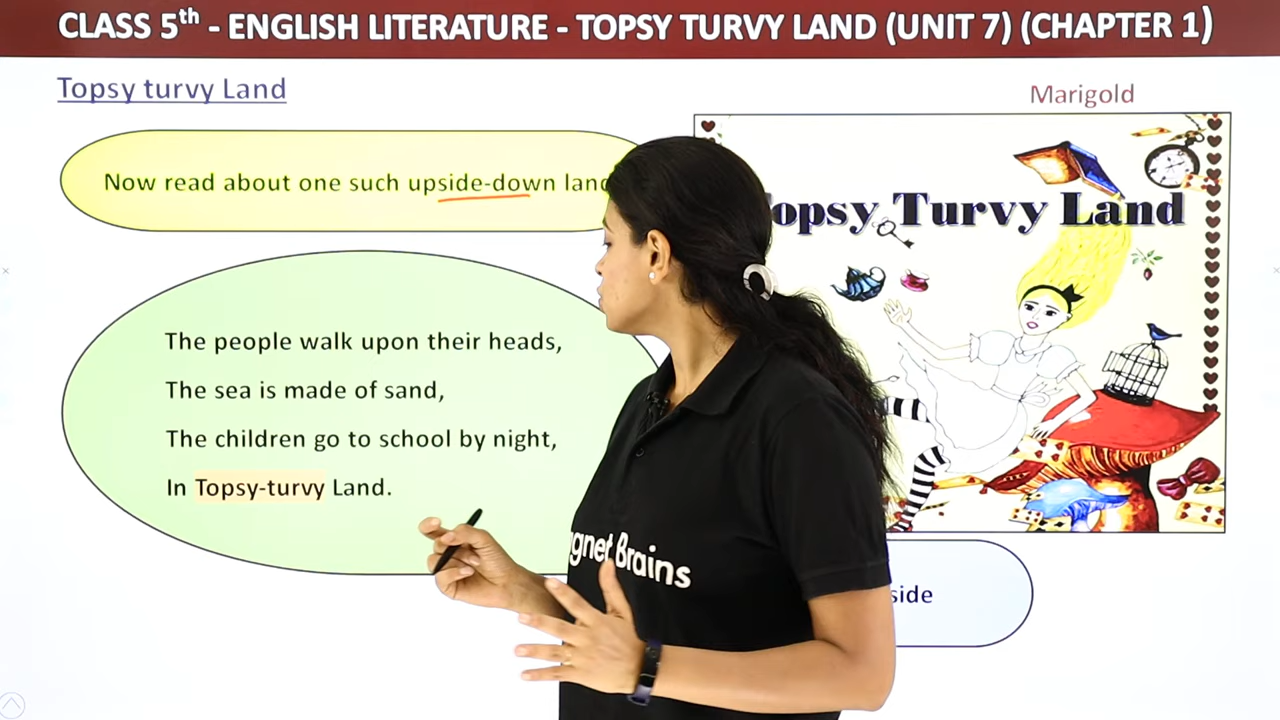 CLASS 5th - ENGLISH LITERATURE - TOPSY TURVY LAND (UNIT 7) (CHAPTER 1)
Topsy turvy Land
Marigold
Now read about one such upside-down
Turvy Land
The people walk upon their heads,
The sea is made of sand,
The children go to school by night,
In Topsy-turvy Land.
Brains
side